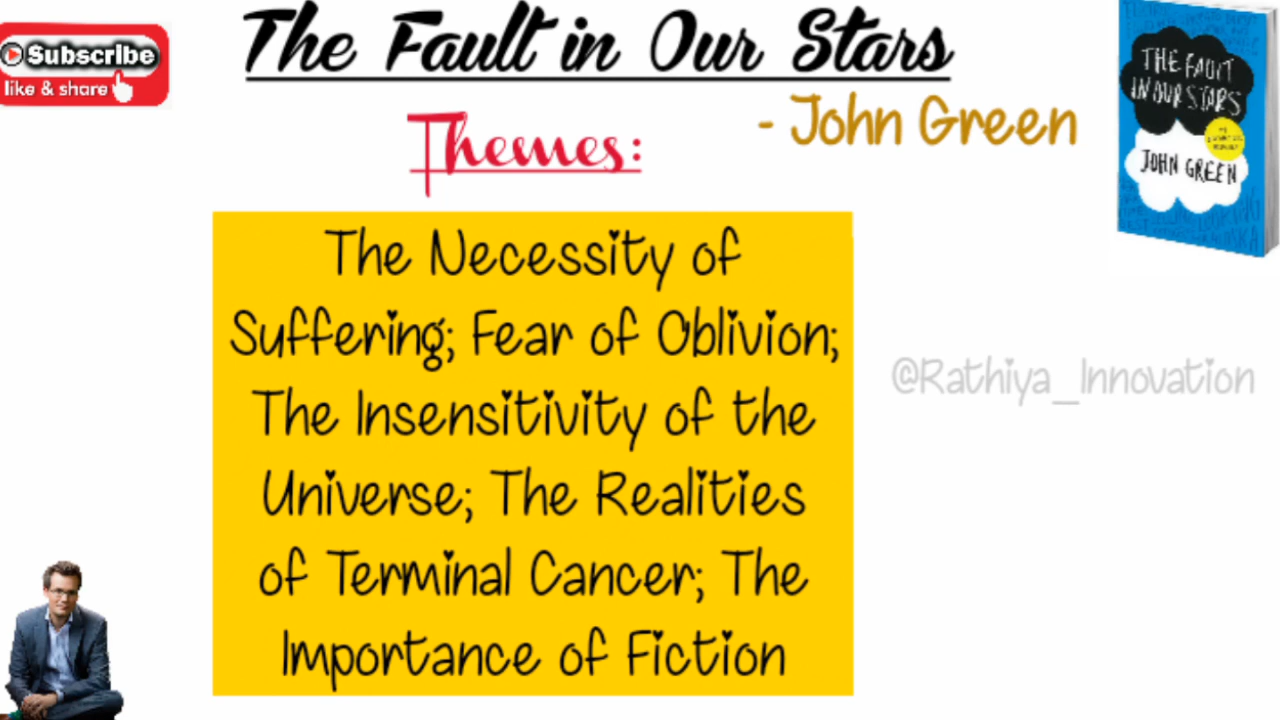 Subscribe
like & share
The Fault in Our Stars
- John Green
Themes:
The Necessity of
Suffering; Fear of Oblivion;
The Insensitivity of the
Universe; The Realities
of Terminal Cancer; The
Importance of Fiction
THE FAULT
IN OUR STARS
JOHN GREEN
@Rathiya_Innovation